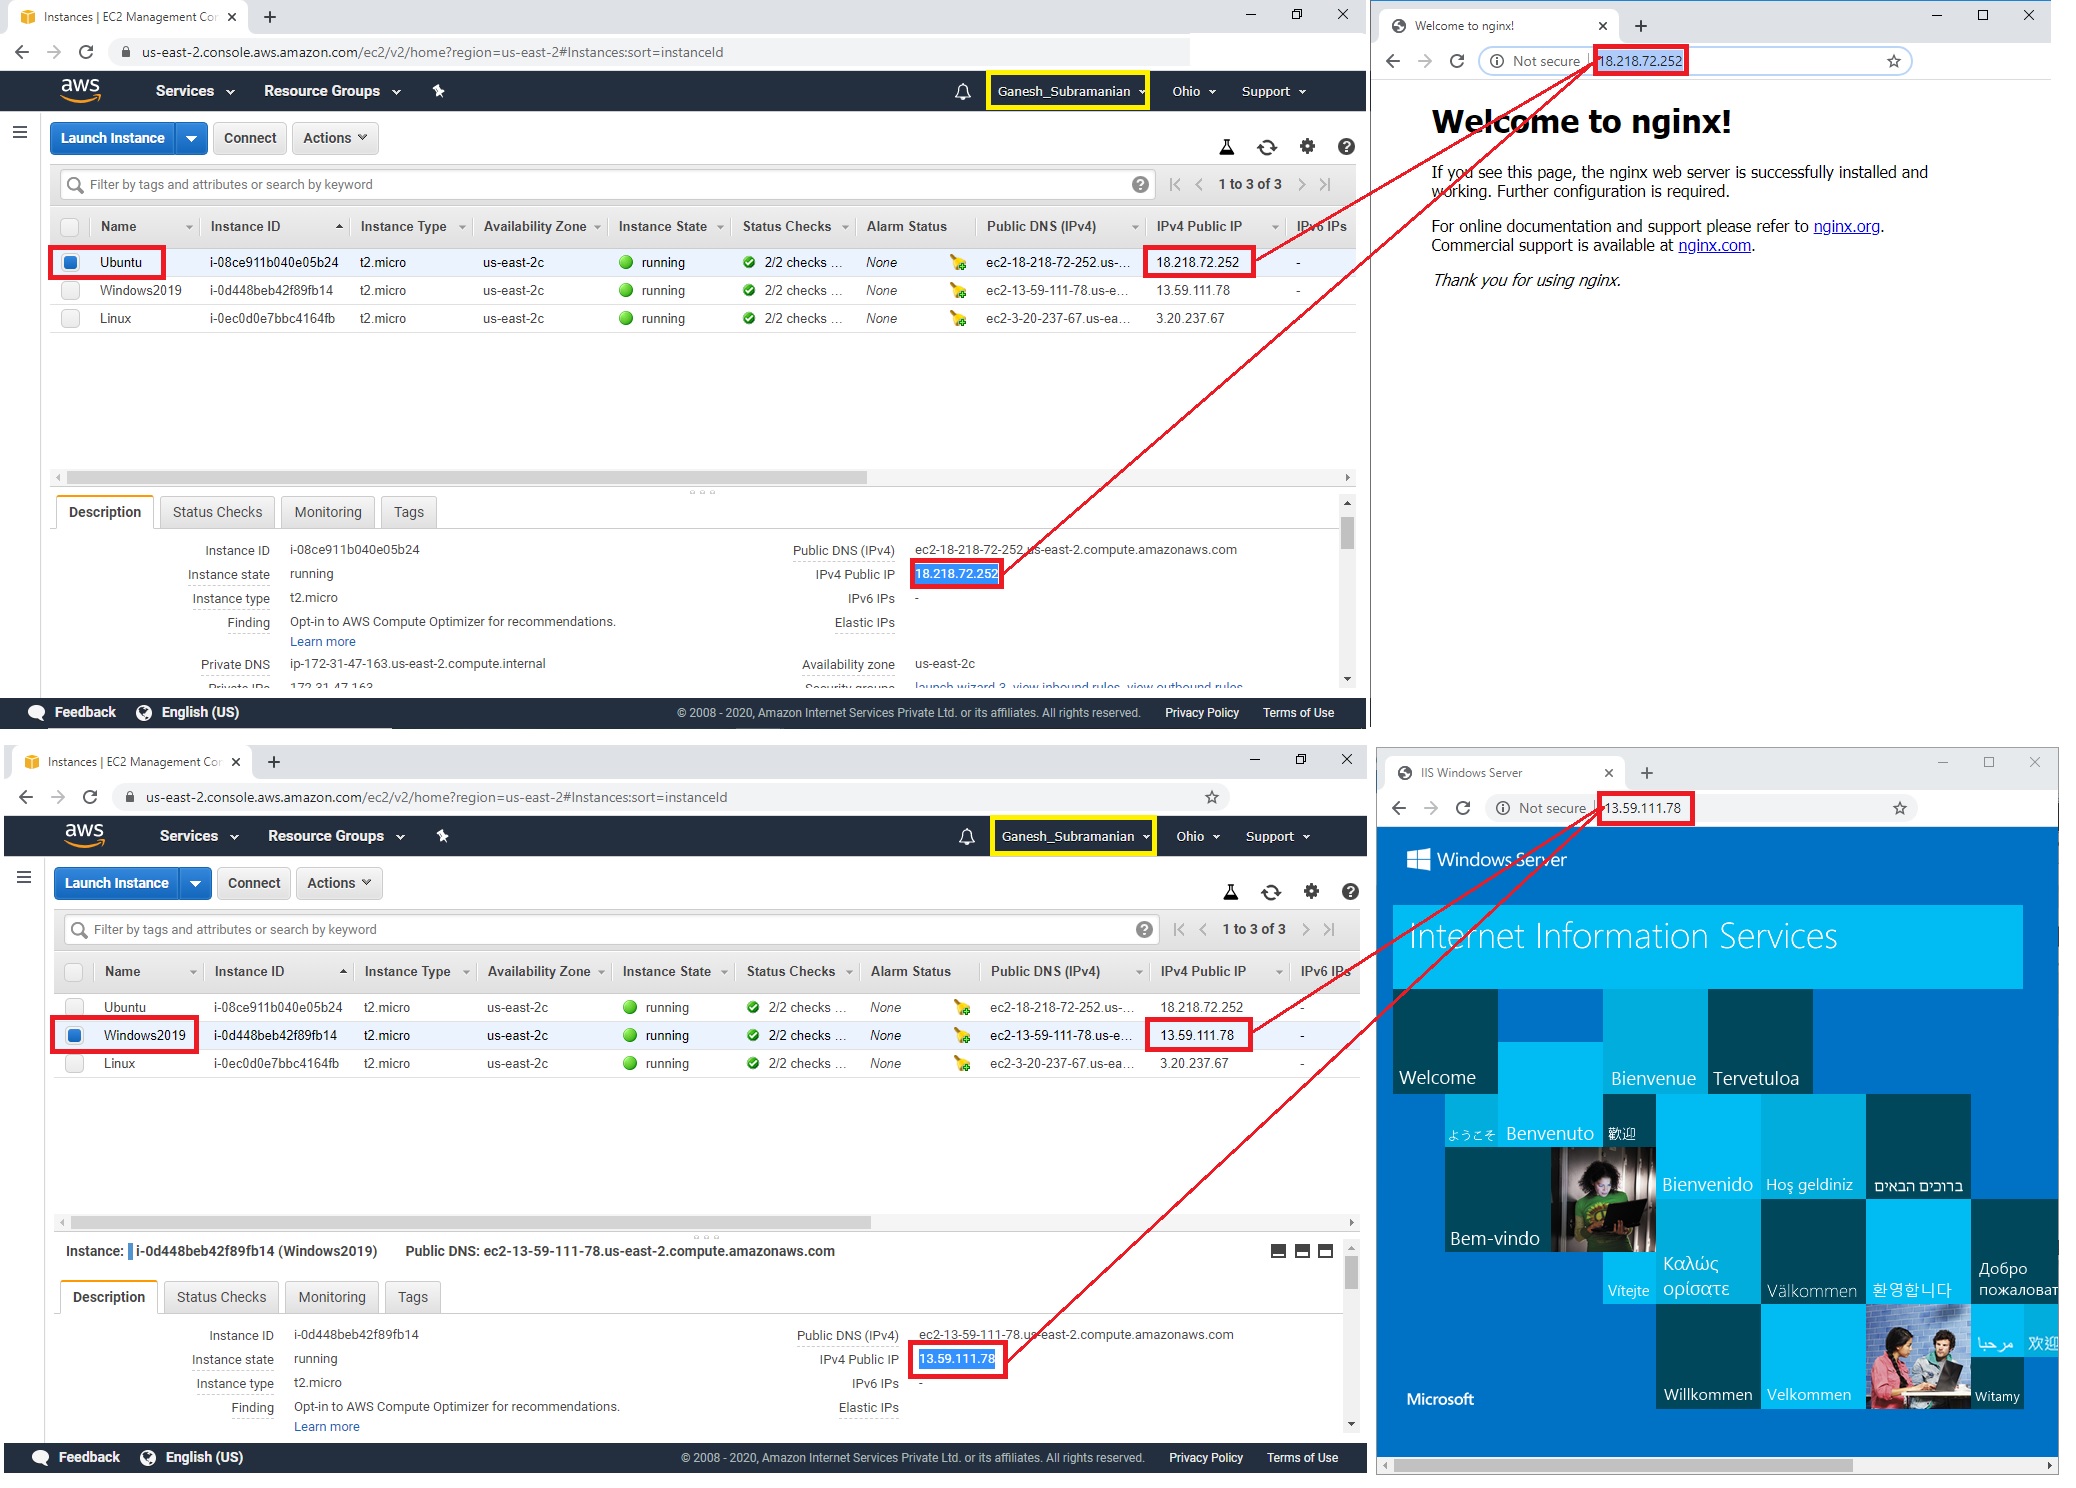 Instances | EC2 Management Con
us-east-2.console.aws.amazon.com/ec2/v2/home?region=us-east-2#Instances:sort=instanceId
aws Services Resource Groups Ganesh_Subramanian Ohio Support
Launch Instance Connect Actions
Filter by tags and attributes or search by keyword 1 to 3 of 3
Name Instance ID Instance Type Availability Zone Instance State Status Checks Alarm Status Public DNS (IPv4) IPv4 Public IP IPv6 IPs
Ubuntu i-08ce911b040e05b24 t2.micro us-east-2c running 2/2 checks ... None ec2-18-218-72-252.us-... 18.218.72.252 -
Windows2019 i-0d448beb42f89fb14 t2.micro us-east-2c running 2/2 checks ... None ec2-13-59-111-78.us-e... 13.59.111.78 -
Linux i-0ec0d0e7bbc4164fb t2.micro us-east-2c running 2/2 checks ... None ec2-3-20-237-67.us-ea... 3.20.237.67
Description Status Checks Monitoring Tags
Instance ID i-08ce911b040e05b24 Public DNS (IPv4) ec2-18-218-72-252.us-east-2.compute.amazonaws.com
Instance state running IPv4 Public IP 18.218.72.252
Instance type t2.micro IPv6 IPs -
Finding Opt-in to AWS Compute Optimizer for recommendations. Elastic IPs
Learn more
Private DNS ip-172-31-47-163.us-east-2.compute.internal Availability zone us-east-2c
Private IPs 172.31.47.163 Security groups launch-wizard-3. view inbound rules. view outbound rules
Feedback English (US) © 2008 - 2020, Amazon Internet Services Private Ltd. or its affiliates. All rights reserved. Privacy Policy Terms of Use
Welcome to nginx!
Not secure | 18.218.72.252
Welcome to nginx!
If you see this page, the nginx web server is successfully installed and
working. Further configuration is required.
For online documentation and support please refer to nginx.org.
Commercial support is available at nginx.com.
Thank you for using nginx.
Instances | EC2 Management Con
us-east-2.console.aws.amazon.com/ec2/v2/home?region=us-east-2#Instances:sort=instanceId
aws Services Resource Groups Ganesh_Subramanian Ohio Support
Launch Instance Connect Actions
Filter by tags and attributes or search by keyword 1 to 3 of 3
Name Instance ID Instance Type Availability Zone Instance State Status Checks Alarm Status Public DNS (IPv4) IPv4 Public IP IPv6 IPs
Ubuntu i-08ce911b040e05b24 t2.micro us-east-2c running 2/2 checks ... None ec2-18-218-72-252.us-... 18.218.72.252 -
Windows2019 i-0d448beb42f89fb14 t2.micro us-east-2c running 2/2 checks ... None ec2-13-59-111-78.us-e... 13.59.111.78 -
Linux i-0ec0d0e7bbc4164fb t2.micro us-east-2c running 2/2 checks ... None ec2-3-20-237-67.us-ea... 3.20.237.67 -
Instance: i-0d448beb42f89fb14 (Windows2019) Public DNS: ec2-13-59-111-78.us-east-2.compute.amazonaws.com
Description Status Checks Monitoring Tags
Instance ID i-0d448beb42f89fb14 Public DNS (IPv4) ec2-13-59-111-78.us-east-2.compute.amazonaws.com
Instance state running IPv4 Public IP 13.59.111.78
Instance type t2.micro IPv6 IPs -
Finding Opt-in to AWS Compute Optimizer for recommendations. Elastic IPs
Learn more
Feedback English (US) © 2008 - 2020, Amazon Internet Services Private Ltd. or its affiliates. All rights reserved. Privacy Policy Terms of Use
IIS Windows Server
Not secure | 13.59.111.78
Windows Server
Internet Information Services
Welcome Bienvenue Tervetuloa
ようこそ Benvenuto 歡迎
Bienvenido Hoş geldiniz ברוכים הבאים
Bem-vindo
Vítejte Καλώς ορίσατε Välkommen 환영합니다 Добро пожаловат
مرحبا 欢迎
Willkommen Velkommen Witamy
Microsoft